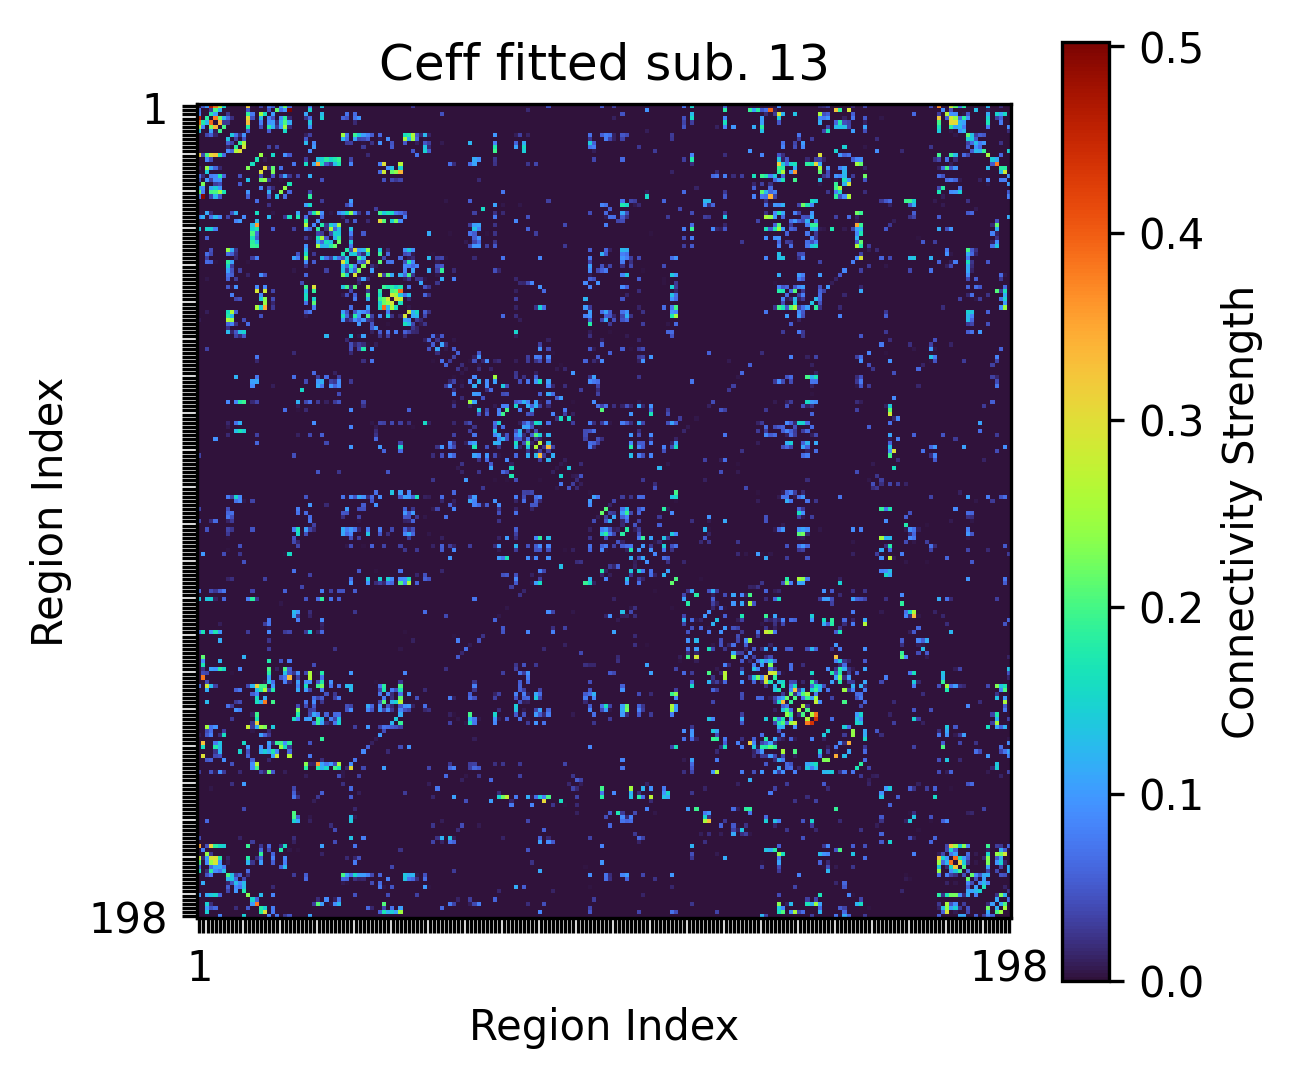 Ceff fitted sub. 13
1
198
Region Index
1
198
Region Index
0.5
0.4
0.3
0.2
0.1
0.0
Connectivity Strength